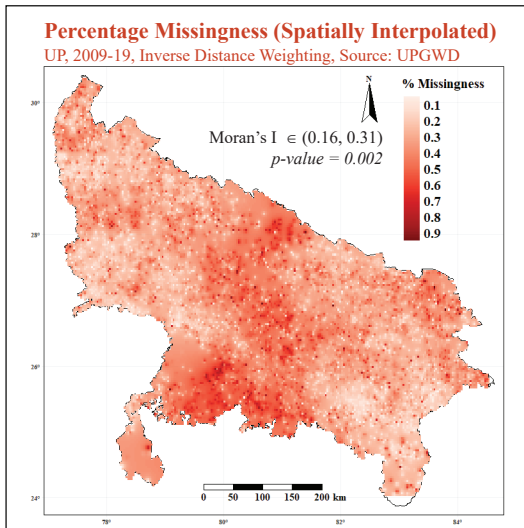 Percentage Missingness (Spatially Interpolated)
UP, 2009-19, Inverse Distance Weighting, Source: UPGWD
N
% Missingness
0.1
0.2
0.3
0.4
0.5
0.6
0.7
0.8
0.9
Moran's I ∈ (0.16, 0.31)
p-value = 0.002
30°
28°
26°
24°
0 50 100 150 200 km
78° 80° 82° 84°